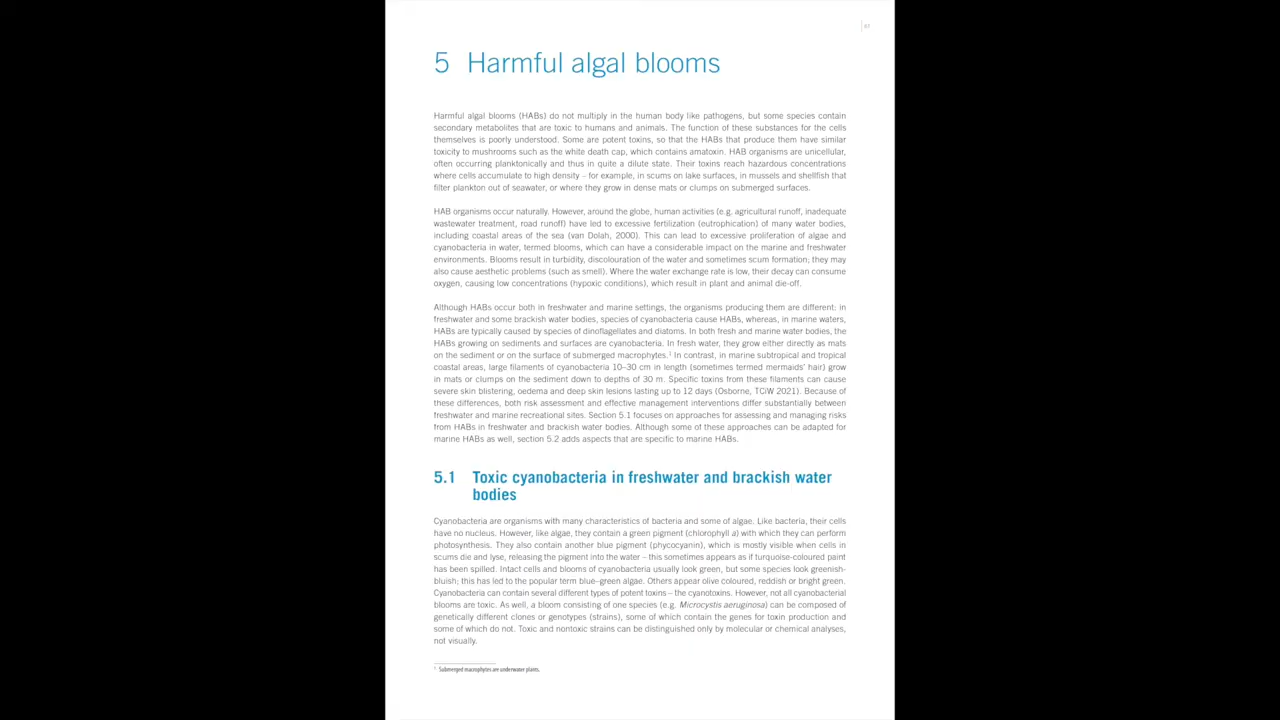 87
5 Harmful algal blooms
Harmful algal blooms (HABs) do not multiply in the human body like pathogens, but some species contain
secondary metabolites that are toxic to humans and animals. The function of these substances for the cells
themselves is poorly understood. Some are potent toxins, so that the HABs that produce them have similar
toxicity to mushrooms such as the white death cap, which contains amatoxin. HAB organisms are unicellular,
often occurring planktonically and thus in quite a dilute state. Their toxins reach hazardous concentrations
where cells accumulate to high density – for example, in scums on lake surfaces, in mussels and shellfish that
filter plankton out of seawater, or where they grow in dense mats or clumps on submerged surfaces.
HAB organisms occur naturally. However, around the globe, human activities (e.g. agricultural runoff, inadequate
wastewater treatment, road runoff) have led to excessive fertilization (eutrophication) of many water bodies,
including coastal areas of the sea (van Dolah, 2000). This can lead to excessive proliferation of algae and
cyanobacteria in water, termed blooms, which can have a considerable impact on the marine and freshwater
environments. Blooms result in turbidity, discolouration of the water and sometimes scum formation; they may
also cause aesthetic problems (such as smell). Where the water exchange rate is low, their decay can consume
oxygen, causing low concentrations (hypoxic conditions), which result in plant and animal die-off.
Although HABs occur both in freshwater and marine settings, the organisms producing them are different; in
freshwater and some brackish water bodies, species of cyanobacteria cause HABs, whereas, in marine waters,
HABs are typically caused by species of dinoflagellates and diatoms. In both fresh and marine water bodies, the
HABs growing on sediments and surfaces are cyanobacteria. In fresh water, they grow either directly as mats
on the sediment or on the surface of submerged macrophytes.¹ In contrast, in marine subtropical and tropical
coastal areas, large filaments of cyanobacteria 10–30 cm in length (sometimes termed mermaids' hair) grow
in mats or clumps on the sediment down to depths of 30 m. Specific toxins from these filaments can cause
severe skin blistering, oedema and deep skin lesions lasting up to 12 days (Osborne, TCiW 2021). Because of
these differences, both risk assessment and effective management interventions differ substantially between
freshwater and marine recreational sites. Section 5.1 focuses on approaches for assessing and managing risks
from HABs in freshwater and brackish water bodies. Although some of these approaches can be adapted for
marine HABs as well, section 5.2 adds aspects that are specific to marine HABs.
5.1 Toxic cyanobacteria in freshwater and brackish water
bodies
Cyanobacteria are organisms with many characteristics of bacteria and some of algae. Like bacteria, their cells
have no nucleus. However, like algae, they contain a green pigment (chlorophyll a) with which they can perform
photosynthesis. They also contain another blue pigment (phycocyanin), which is mostly visible when cells in
scums die and lyse, releasing the pigment into the water – this sometimes appears as if turquoise-coloured paint
has been spilled. Intact cells and blooms of cyanobacteria usually look green, but some species look greenish-
bluish; this has led to the popular term blue–green algae. Others appear olive coloured, reddish or bright green.
Cyanobacteria can contain several different types of potent toxins – the cyanotoxins. However, not all cyanobacterial
blooms are toxic. As well, a bloom consisting of one species (e.g. Microcystis aeruginosa) can be composed of
genetically different clones or genotypes (strains), some of which contain the genes for toxin production and
some of which do not. Toxic and nontoxic strains can be distinguished only by molecular or chemical analyses,
not visually.
¹ Submerged macrophytes are underwater plants.